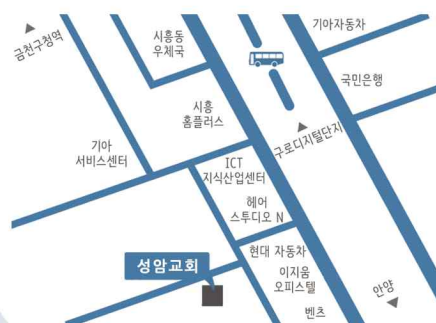 기아자동차
금천구청역
시흥동
우체국
국민은행
시흥
홈플러스
구로디지털단지
기아
서비스센터
ICT
지식산업센터
헤어
스투디오 N
현대 자동차
성암교회
이지움
오피스텔
안양
벤츠